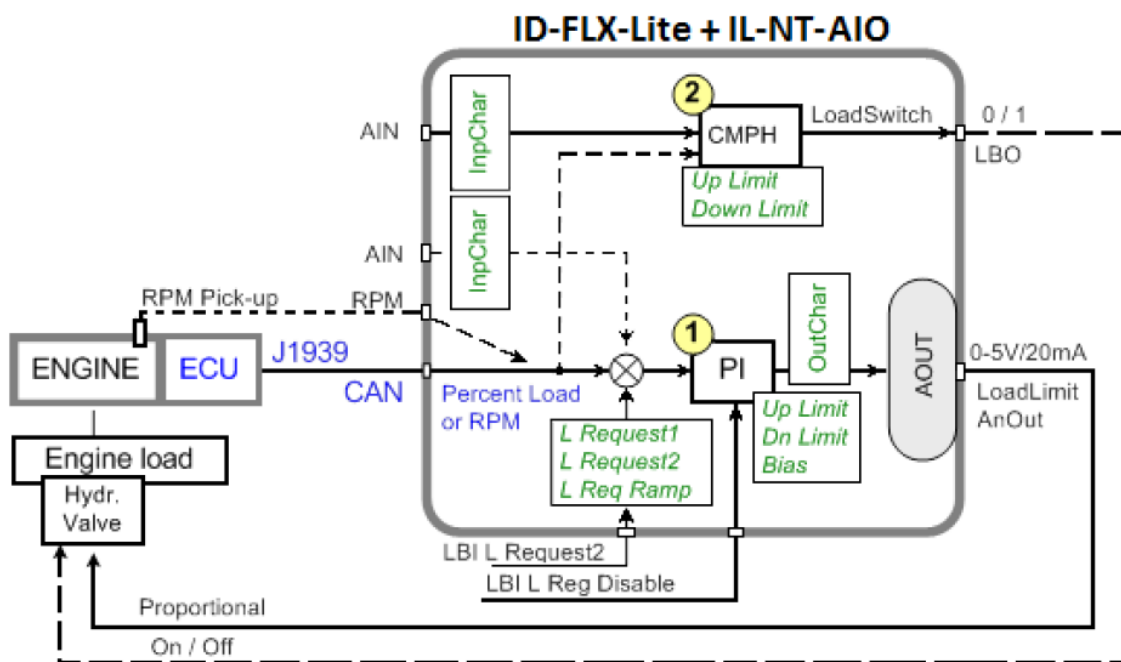 ID-FLX-Lite + IL-NT-AIO
AIN
InpChar
2
CMPH
LoadSwitch
0 / 1
LBO
Up Limit
Down Limit
AIN
InpChar
RPM Pick-up
RPM
1
PI
OutChar
AOUT
0-5V/20mA
LoadLimit
AnOut
ENGINE
ECU
J1939
CAN
Percent Load
or RPM
Up Limit
Dn Limit
Bias
L Request1
L Request2
L Req Ramp
Engine load
Hydr.
Valve
LBI L Request2
LBI L Reg Disable
Proportional
On / Off